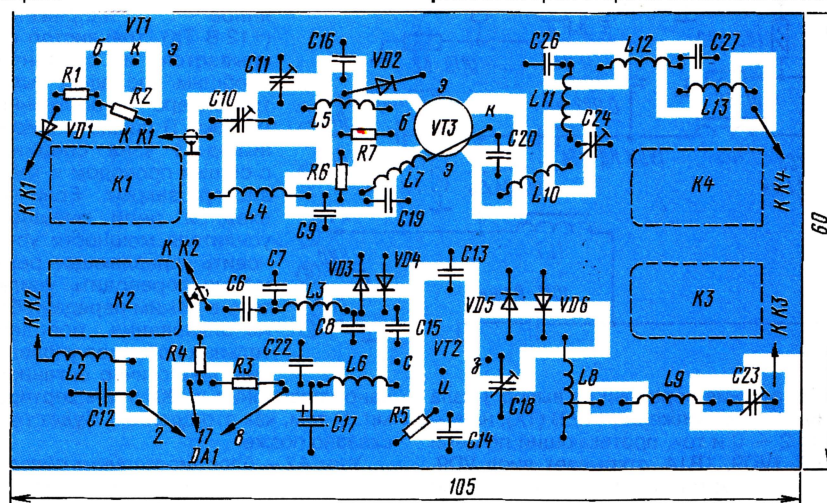 VT1
б к э
C16
VD2
C26
L12
C27
R1
R2
VD1
C11
C10
L5
э
б
VT3
к
L11
C24
L13
К К1
R7
C20
К К1
К1
R6
L7
э
L10
К4
К К4
L4
C9
C19
60
К К2
C7
VD3
VD4
C13
К К2
К2
C6
L3
C8
C15
VD5
VD6
К3
К К3
R4
C22
L6
с
VT2
з
L2
R3
и
C18
L8
L9
C23
C12
C17
R5
C14
2
17
8
DA1
105